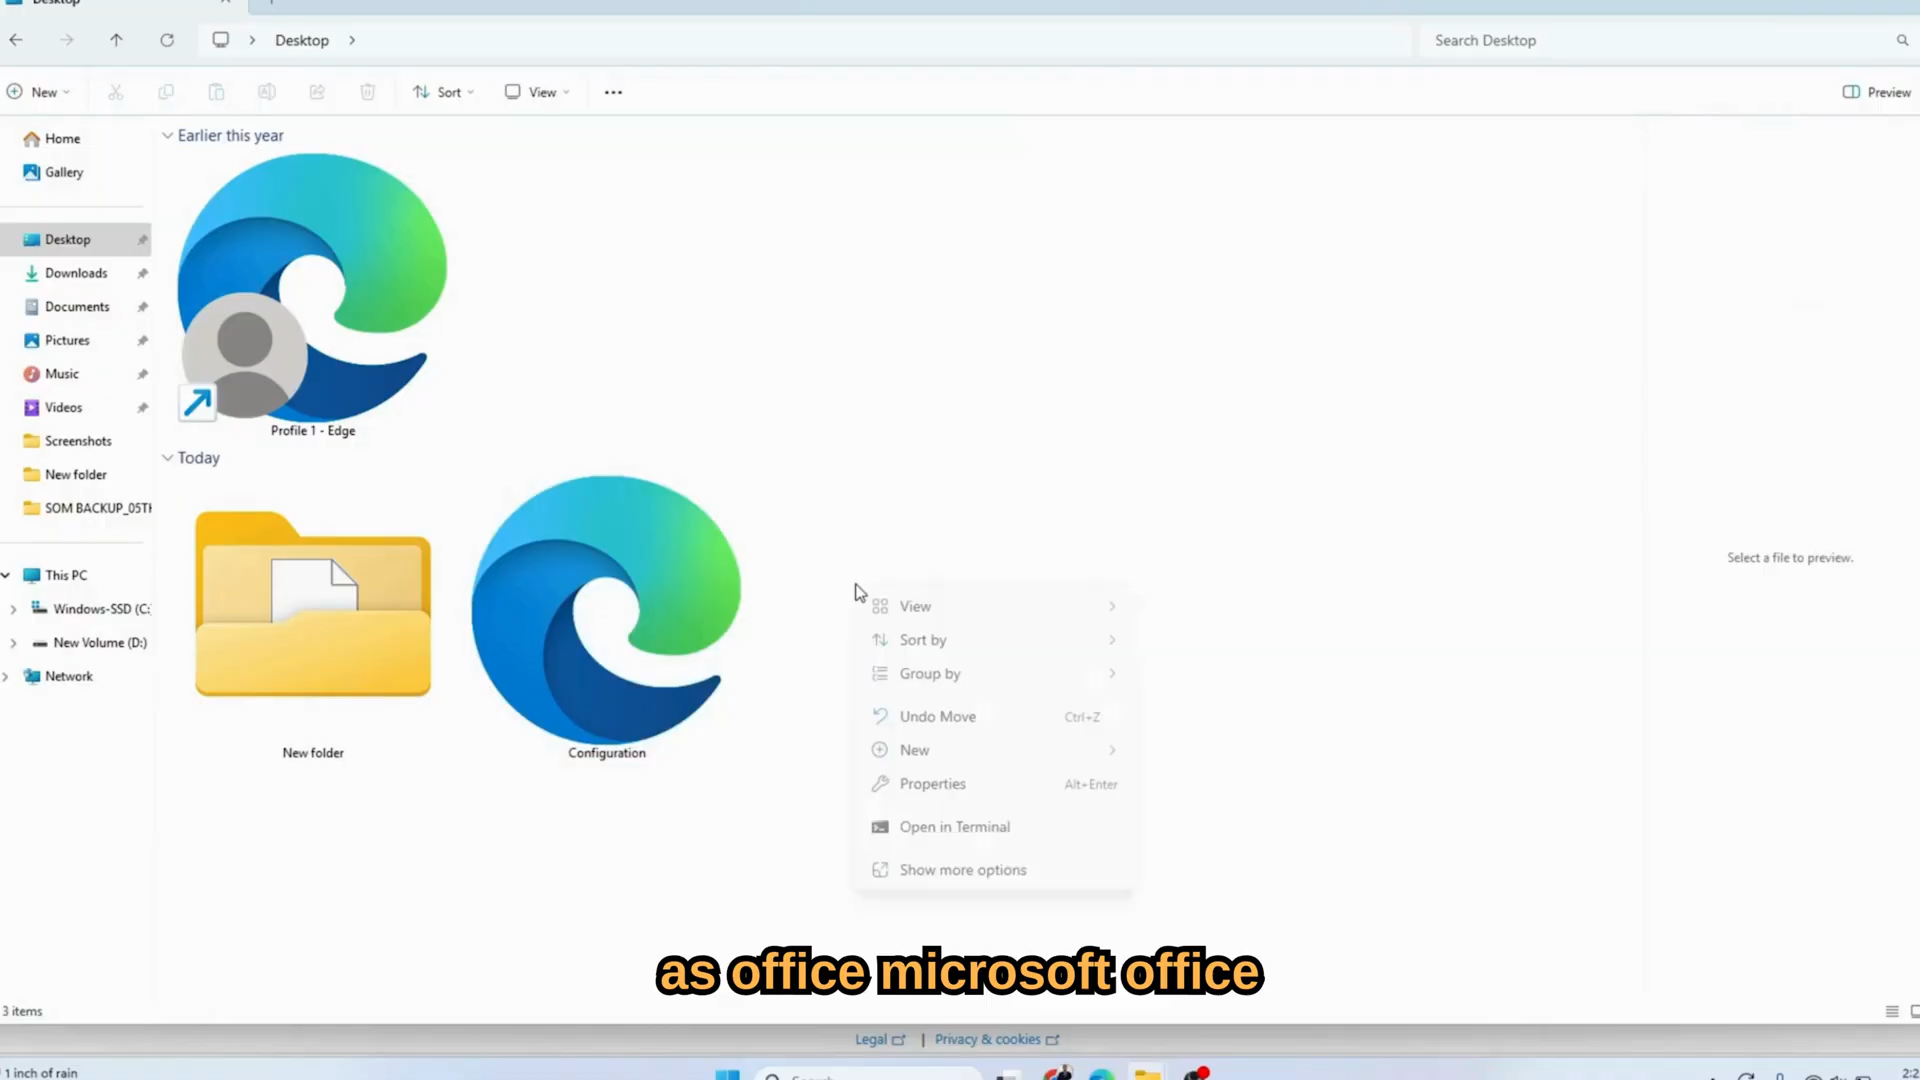 Desktop
Desktop
Search Desktop
New
Sort
View
Preview
Home
Gallery
Desktop
Downloads
Documents
Pictures
Music
Videos
Screenshots
New folder
SOM BACKUP_05TH
This PC
Windows-SSD (C:
New Volume (D:)
Network
Earlier this year
Profile 1 - Edge
Today
New folder
Configuration
View
Sort by
Group by
Undo Move Ctrl+Z
New
Properties Alt+Enter
Open in Terminal
Show more options
Select a file to preview.
as office microsoft office
3 items
Legal | Privacy & cookies
1 inch of rain
Search